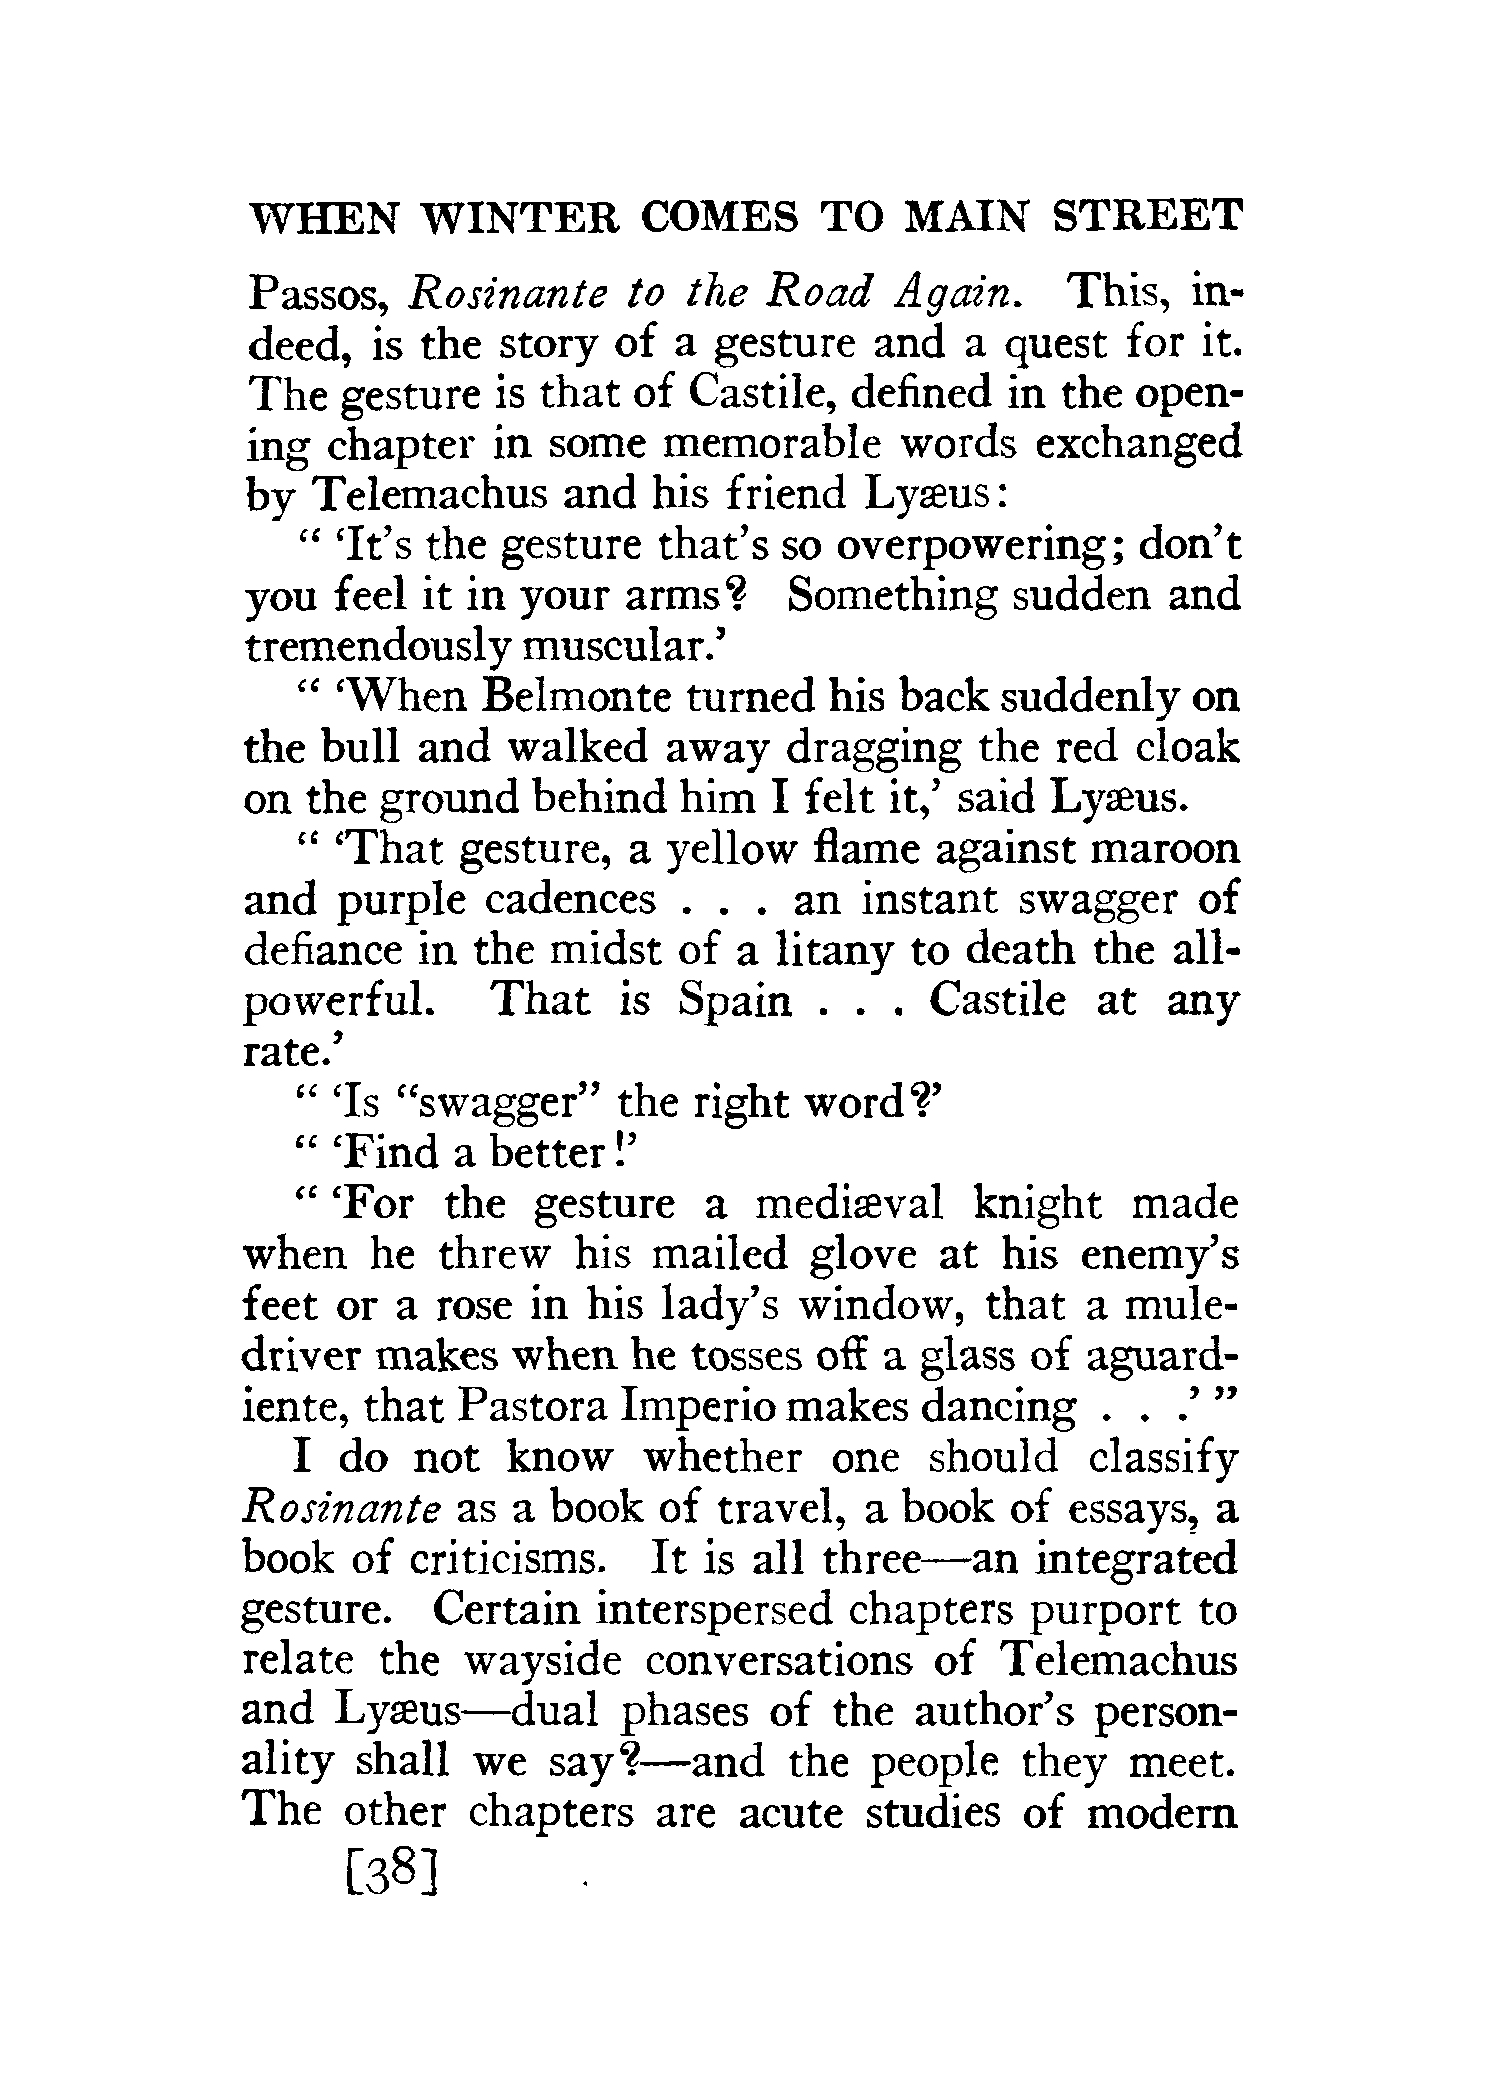 WHEN WINTER COMES TO MAIN STREET
Passos, Rosinante to the Road Again. This, in-
deed, is the story of a gesture and a quest for it.
The gesture is that of Castile, defined in the open-
ing chapter in some memorable words exchanged
by Telemachus and his friend Lyæus:
“ ‘It’s the gesture that’s so overpowering; don’t
you feel it in your arms? Something sudden and
tremendously muscular.’
“ ‘When Belmonte turned his back suddenly on
the bull and walked away dragging the red cloak
on the ground behind him I felt it,’ said Lyæus.
“ ‘That gesture, a yellow flame against maroon
and purple cadences . . . an instant swagger of
defiance in the midst of a litany to death the all-
powerful. That is Spain . . . Castile at any
rate.’
“ ‘Is “swagger” the right word?’
“ ‘Find a better!’
“ ‘For the gesture a mediæval knight made
when he threw his mailed glove at his enemy’s
feet or a rose in his lady’s window, that a mule-
driver makes when he tosses off a glass of aguard-
iente, that Pastora Imperio makes dancing . . .’ ”
I do not know whether one should classify
Rosinante as a book of travel, a book of essays, a
book of criticisms. It is all three—an integrated
gesture. Certain interspersed chapters purport to
relate the wayside conversations of Telemachus
and Lyæus—dual phases of the author’s person-
ality shall we say?—and the people they meet.
The other chapters are acute studies of modern
[38]